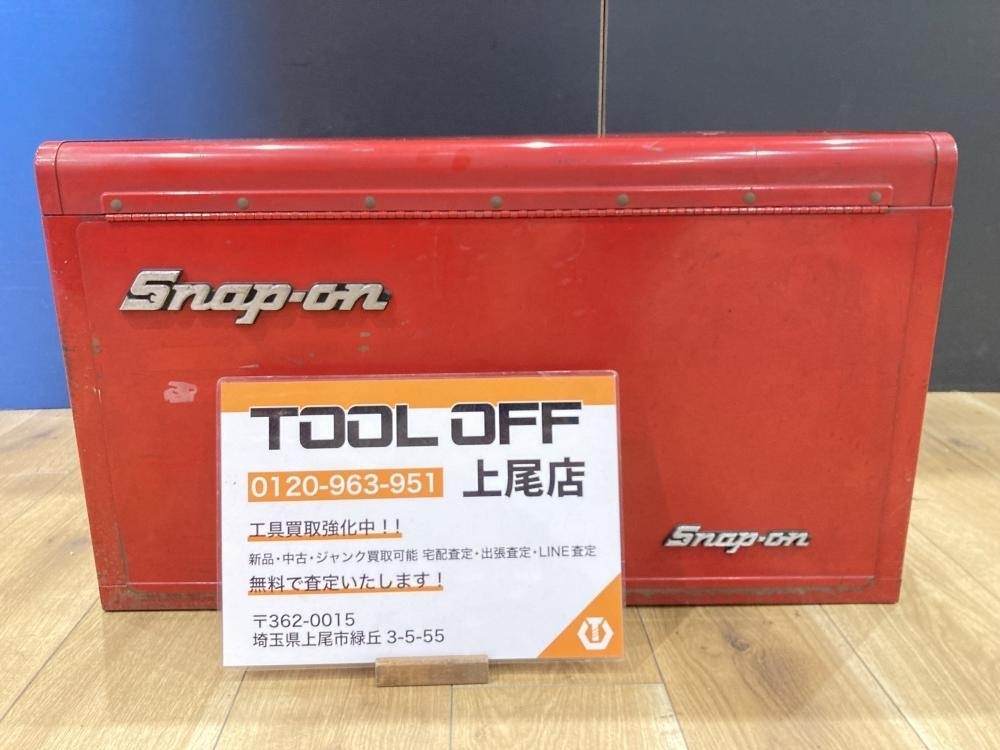 Snap-on
TOOL OFF
0120-963-951 上尾店
工具買取強化中!!
新品・中古・ジャンク買取可能 宅配査定・出張査定・LINE査定
無料で査定いたします!
〒362-0015
埼玉県上尾市緑丘 3-5-55
Snap-on